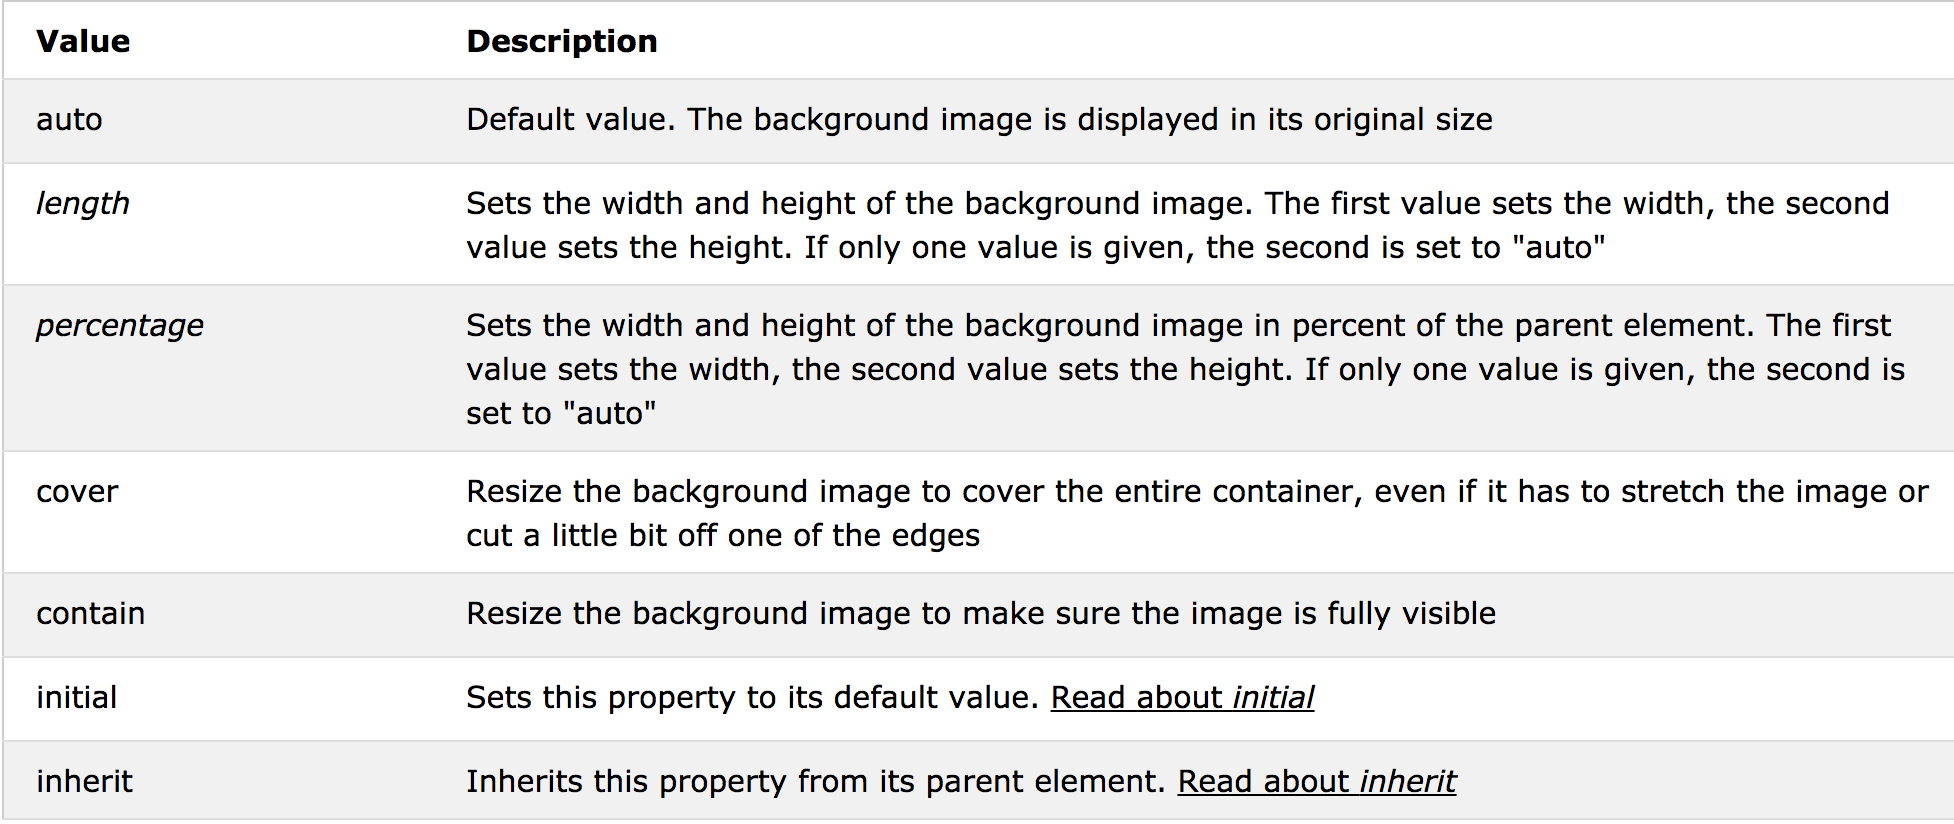 Value Description
auto Default value. The background image is displayed in its original size
length Sets the width and height of the background image. The first value sets the width, the second
value sets the height. If only one value is given, the second is set to "auto"
percentage Sets the width and height of the background image in percent of the parent element. The first
value sets the width, the second value sets the height. If only one value is given, the second is
set to "auto"
cover Resize the background image to cover the entire container, even if it has to stretch the image or
cut a little bit off one of the edges
contain Resize the background image to make sure the image is fully visible
initial Sets this property to its default value. Read about initial
inherit Inherits this property from its parent element. Read about inherit